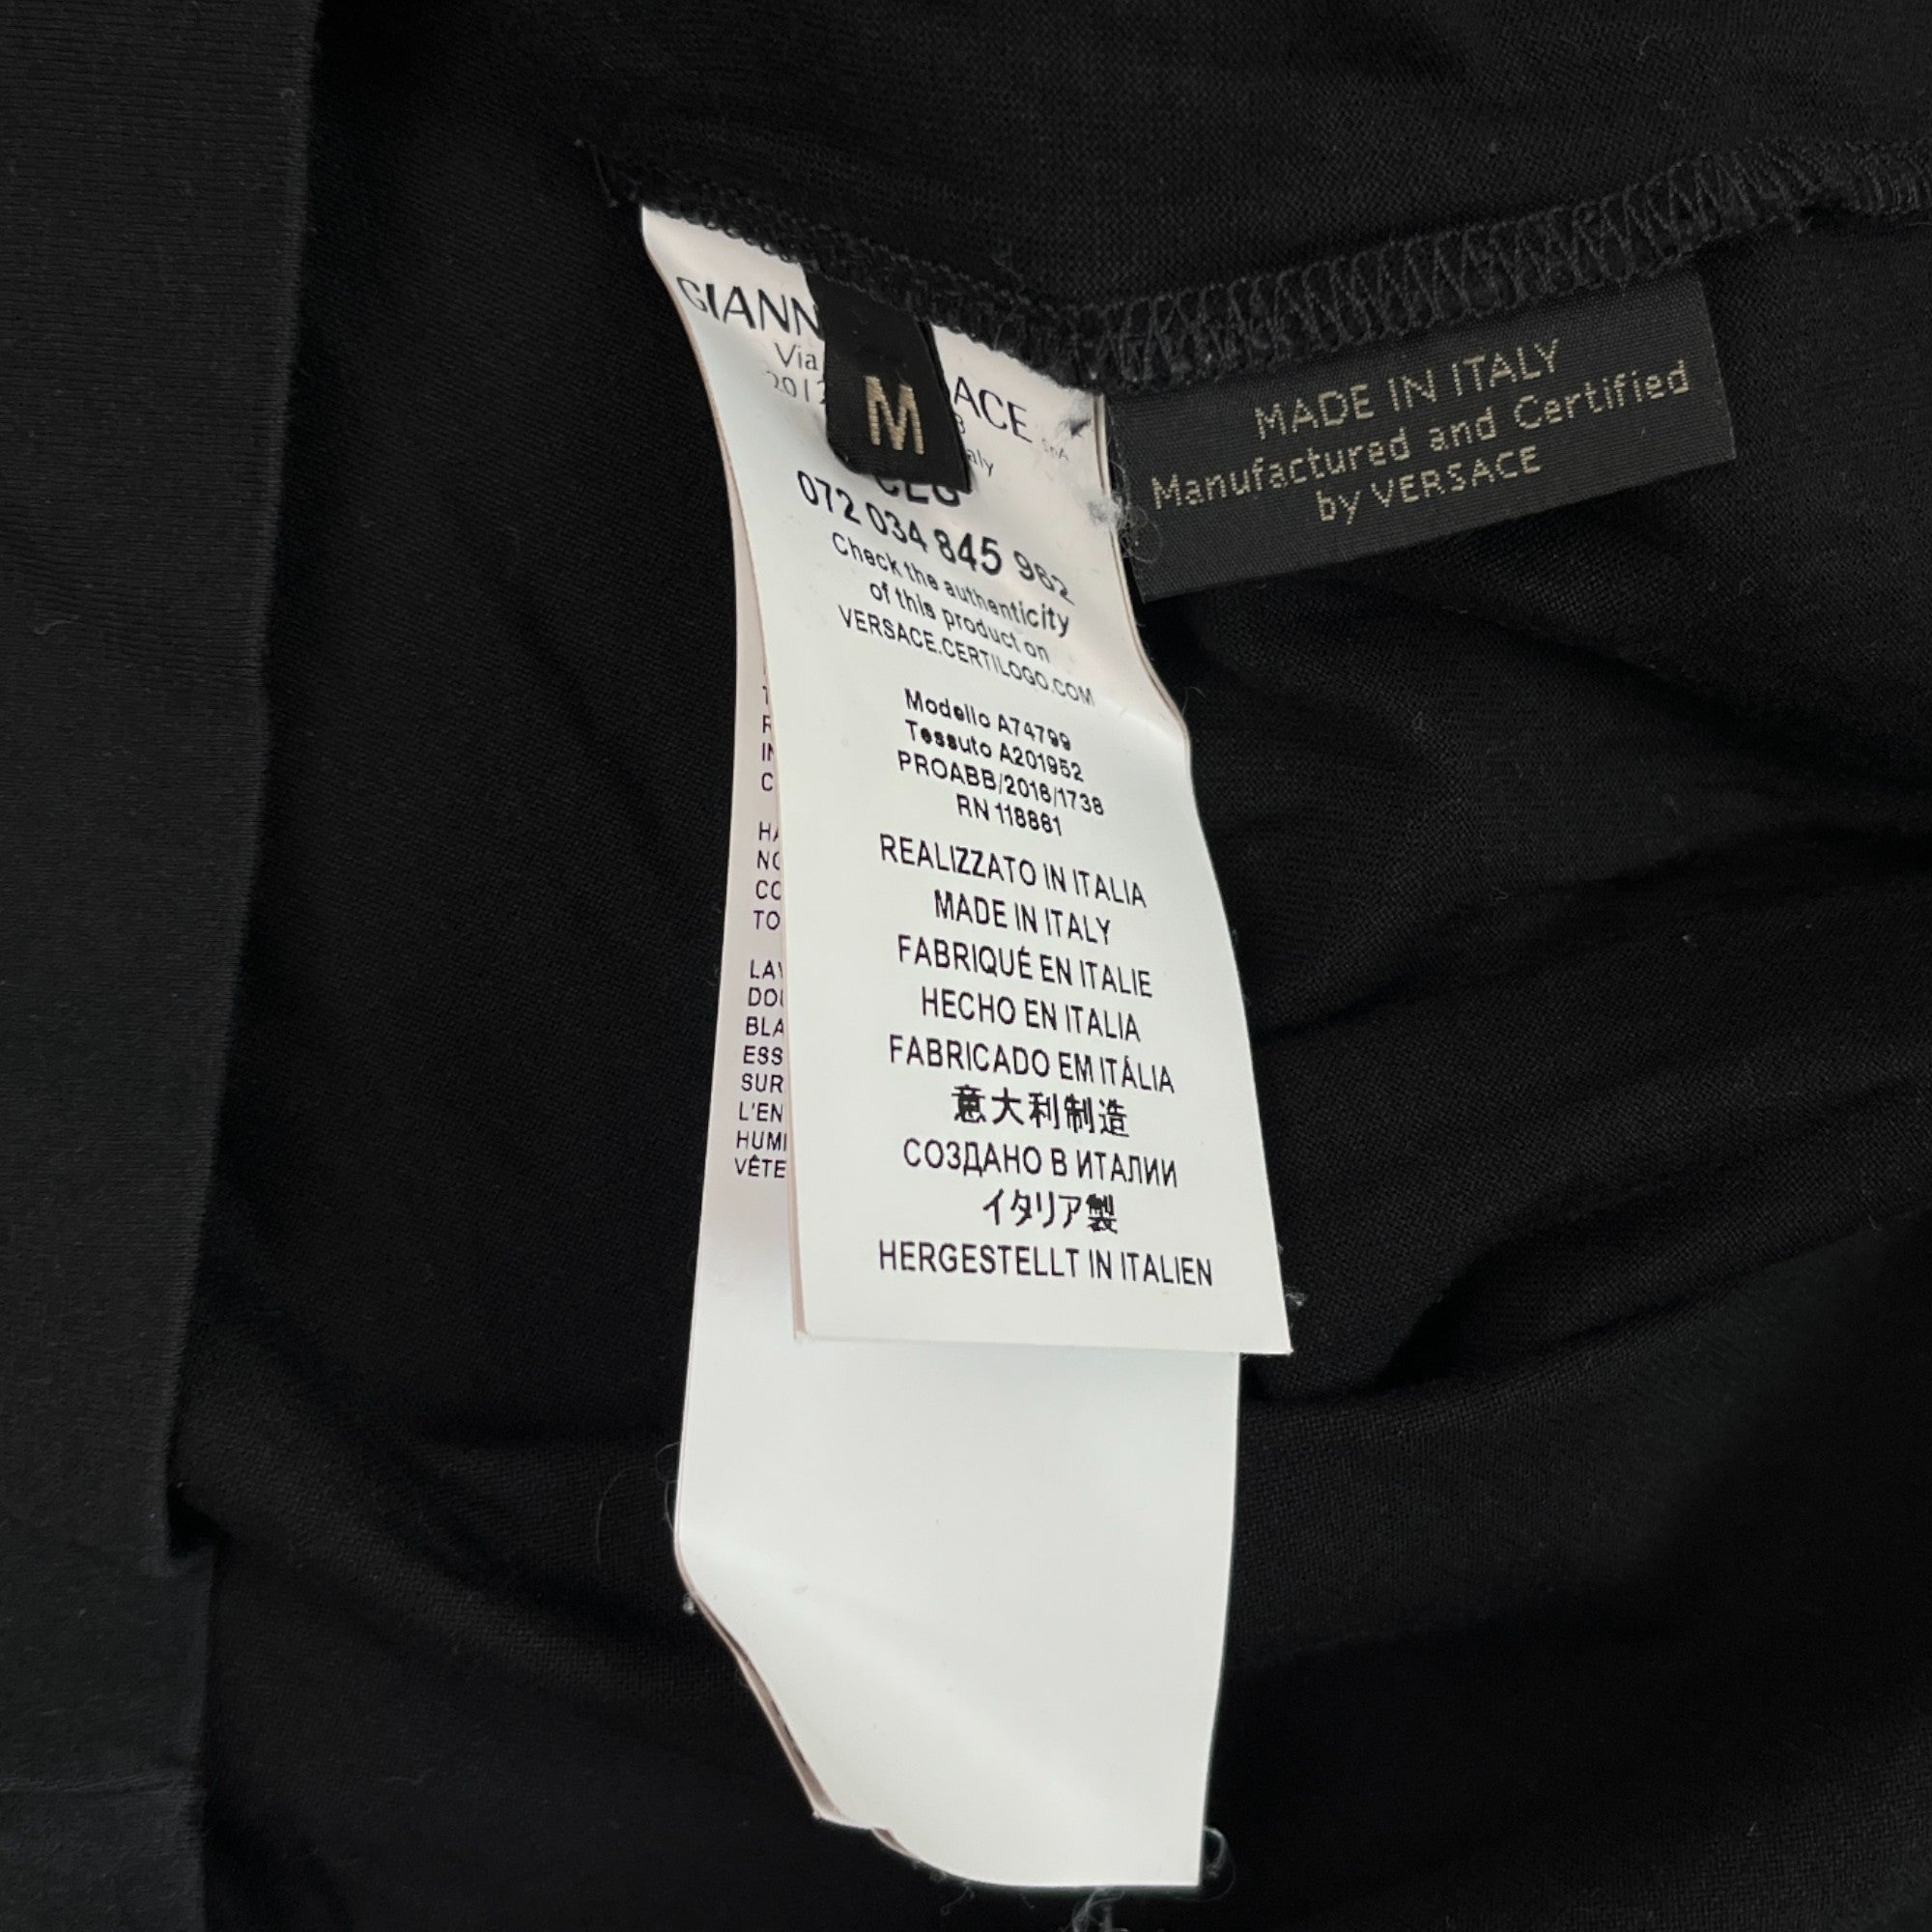 M
072 034 845 962
Check the authenticity
of this product on
VERSACE.CERTILOGO.COM
Modello A74799
Tessuto A201952
PROABB/2016/1738
RN 118861
REALIZZATO IN ITALIA
MADE IN ITALY
FABRIQUÉ EN ITALIE
HECHO EN ITALIA
FABRICADO EM ITÁLIA
意大利制造
СОЗДАНО В ИТАЛИИ
イタリア製
HERGESTELLT IN ITALIEN
MADE IN ITALY
Manufactured and Certified
by VERSACE